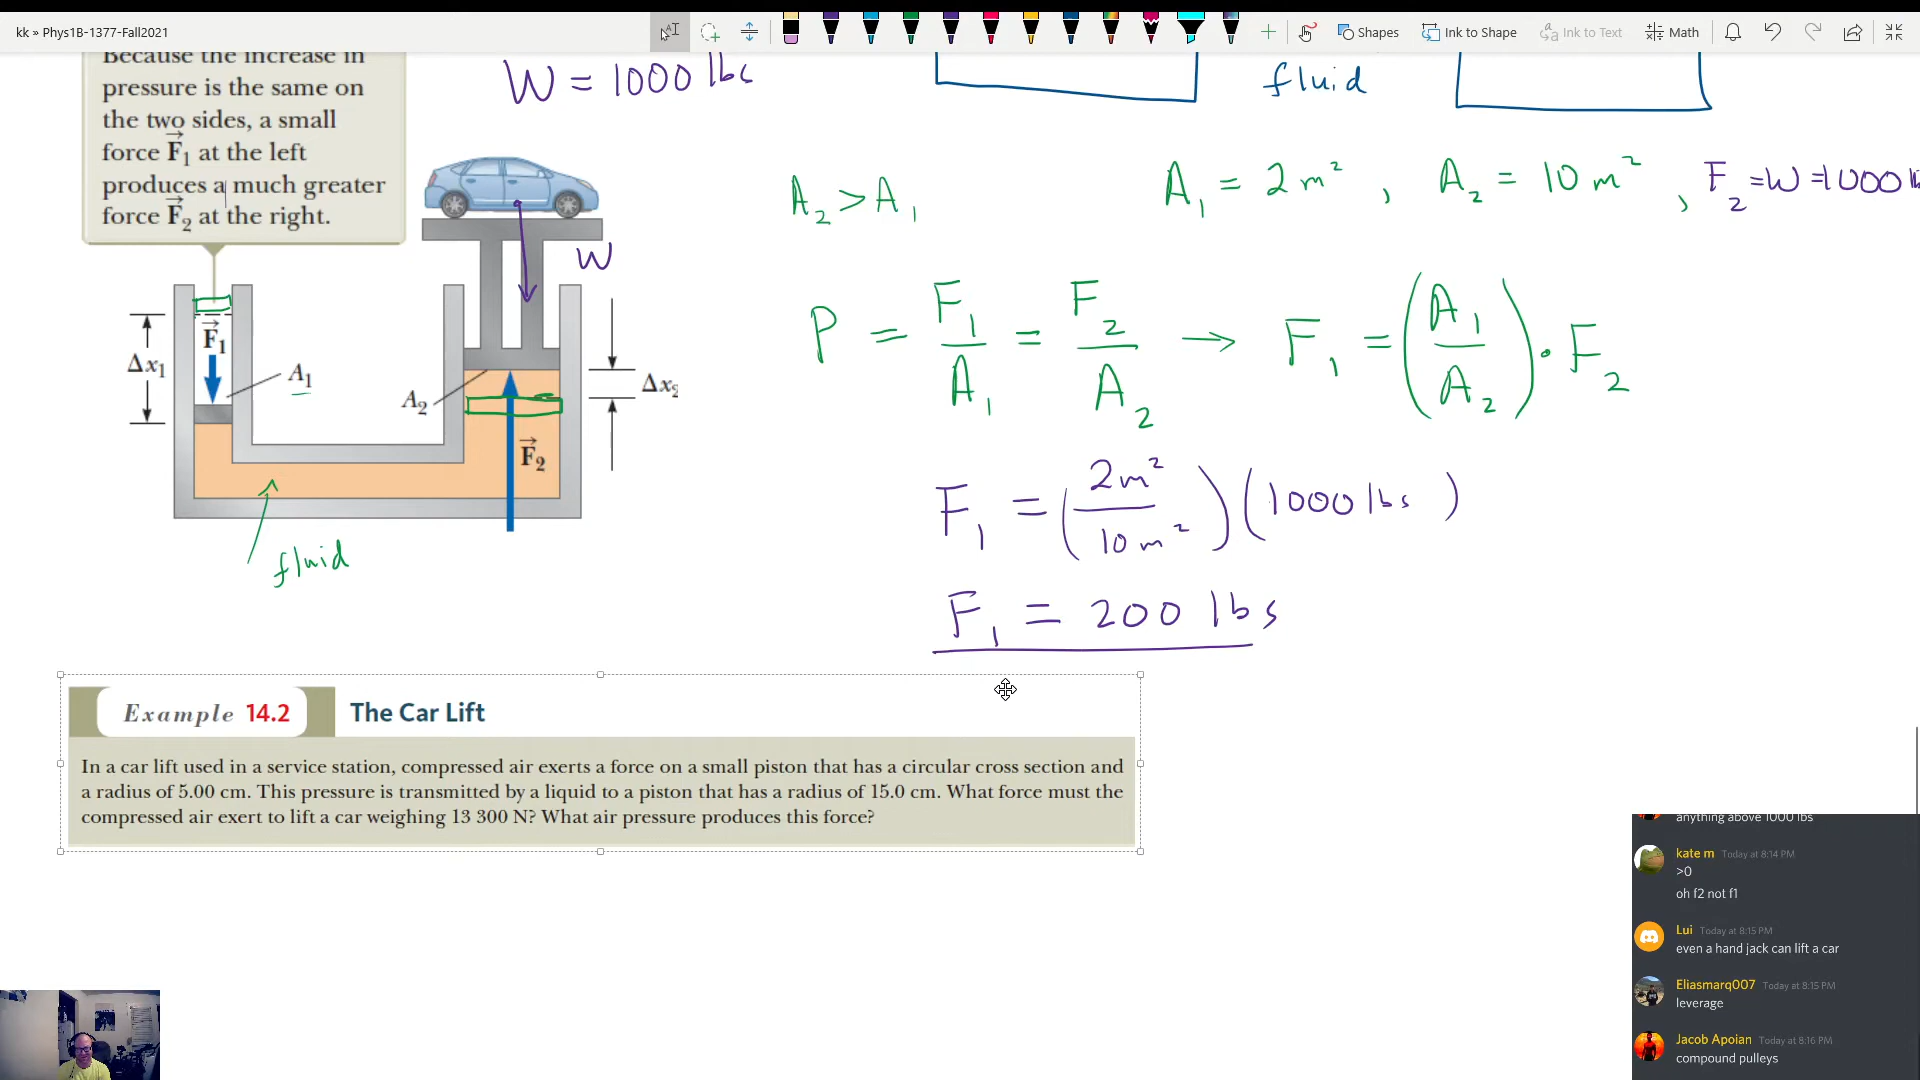 kk » Phys1B-1377-Fall2021
Shapes
Ink to Shape
Ink to Text
Math
Because the increase in
pressure is the same on
the two sides, a small
force F₁ at the left
produces a much greater
force F₂ at the right.
W = 1000 lbs
fluid
A₂ > A₁
A₁ = 2 m² , A₂ = 10 m² , F₂ = W = 1000 lb
W
Δx₁
F₁
A₁
A₂
Δx₂
F₂
fluid
P = F₁/A₁ = F₂/A₂ → F₁ = (A₁/A₂) · F₂
F₁ = (2m²/10m²)(1000 lbs)
F₁ = 200 lbs
Example 14.2 The Car Lift
In a car lift used in a service station, compressed air exerts a force on a small piston that has a circular cross section and
a radius of 5.00 cm. This pressure is transmitted by a liquid to a piston that has a radius of 15.0 cm. What force must the
compressed air exert to lift a car weighing 13 300 N? What air pressure produces this force?
anything above 1000 lbs
kate m Today at 8:14 PM
>0
oh f2 not f1
Lui Today at 8:15 PM
even a hand jack can lift a car
Eliasmarq007 Today at 8:15 PM
leverage
Jacob Apoian Today at 8:16 PM
compound pulleys